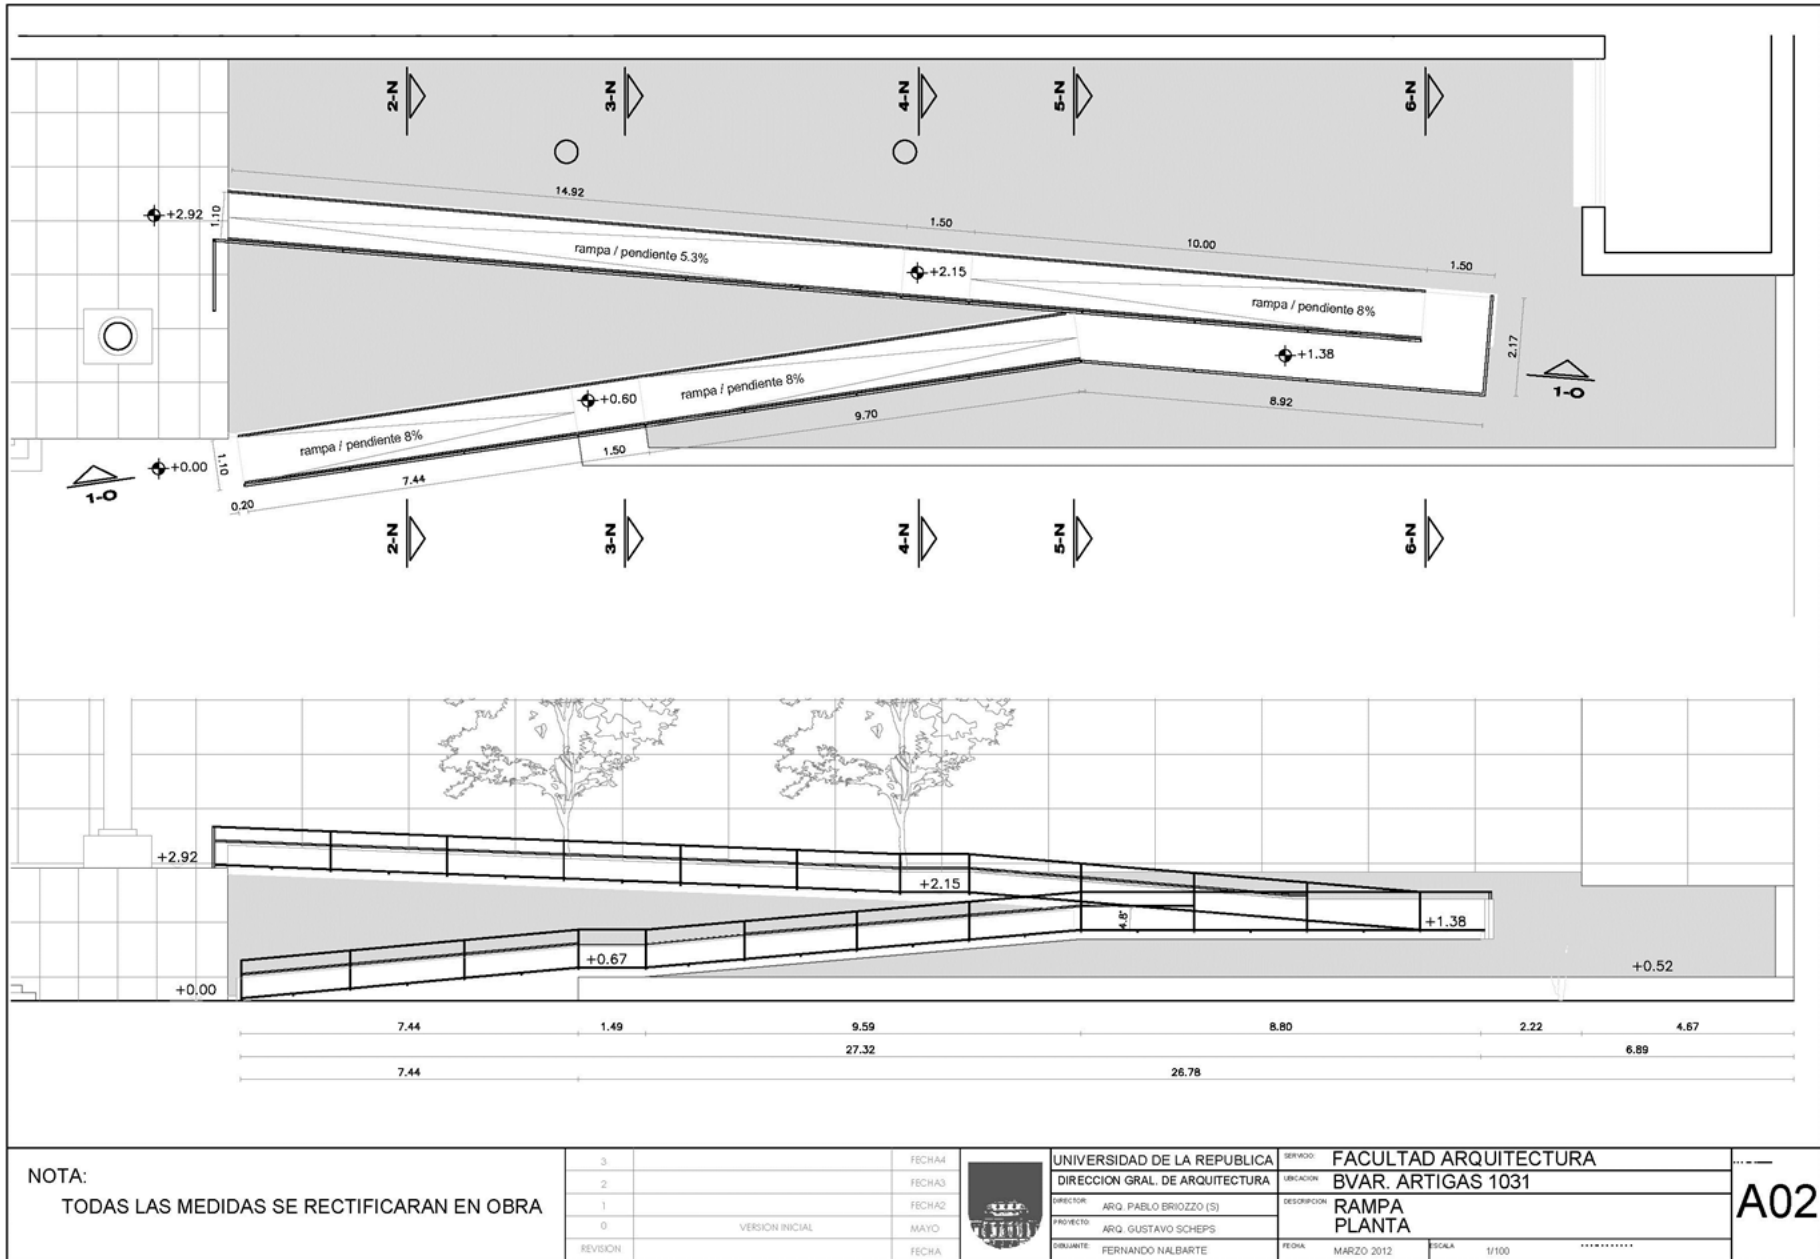 2-N
3-N
4-N
5-N
6-N
14.92
+2.92
1.10
1.50
rampa / pendiente 5.3%
10.00
+2.15
1.50
rampa / pendiente 8%
+1.38
2.17
1-O
rampa / pendiente 8%
+0.60
8.92
9.70
rampa / pendiente 8%
1.50
+0.00
1.10
1-O
7.44
0.20
2-N
3-N
4-N
5-N
6-N
+2.92
+2.15
+1.38
+0.67
+0.52
+0.00
7.44 1.49 9.59 8.80 2.22 4.67
27.32 6.89
7.44 26.78
NOTA:
TODAS LAS MEDIDAS SE RECTIFICARAN EN OBRA
3 FECHA4
2 FECHA3
1 FECHA2
0 VERSION INICIAL MAYO
REVISION FECHA
UNIVERSIDAD DE LA REPUBLICA
DIRECCION GRAL. DE ARQUITECTURA
DIRECTOR: ARQ. PABLO BRIOZZO (S)
PROYECTO: ARQ. GUSTAVO SCHEPS
DIBUJANTE: FERNANDO NALBARTE
SERVICIO: FACULTAD ARQUITECTURA
UBICACION BVAR. ARTIGAS 1031
DESCRIPCION RAMPA
PLANTA
FECHA: MARZO 2012 ESCALA 1/100
A02